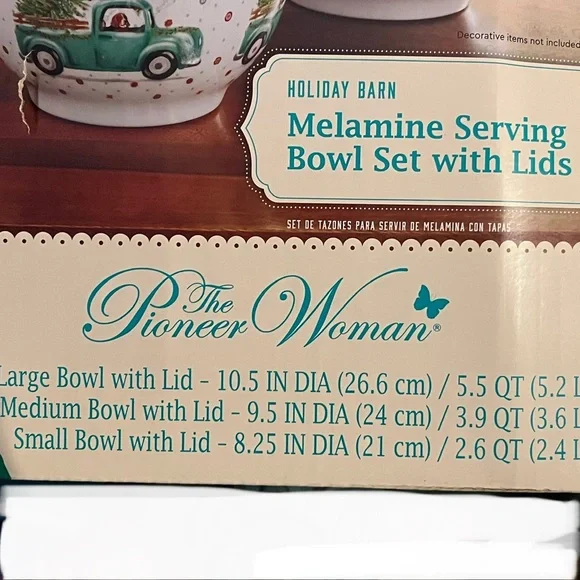 Decorative items not included
HOLIDAY BARN
Melamine Serving
Bowl Set with Lids
SET DE TAZONES PARA SERVIR DE MELAMINA CON TAPAS
The
Pioneer Woman®
Large Bowl with Lid – 10.5 IN DIA (26.6 cm) / 5.5 QT (5.2 L
Medium Bowl with Lid – 9.5 IN DIA (24 cm) / 3.9 QT (3.6 L
Small Bowl with Lid – 8.25 IN DIA (21 cm) / 2.6 QT (2.4 L